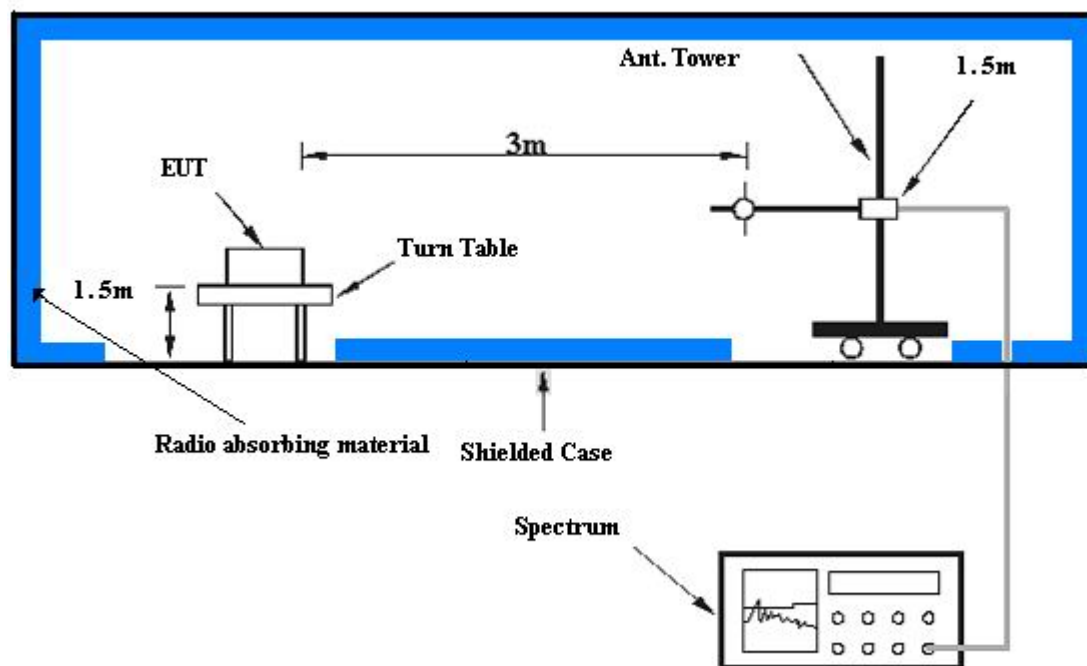 Ant. Tower
1.5m
3m
EUT
Turn Table
1.5m
Radio absorbing material
Shielded Case
Spectrum